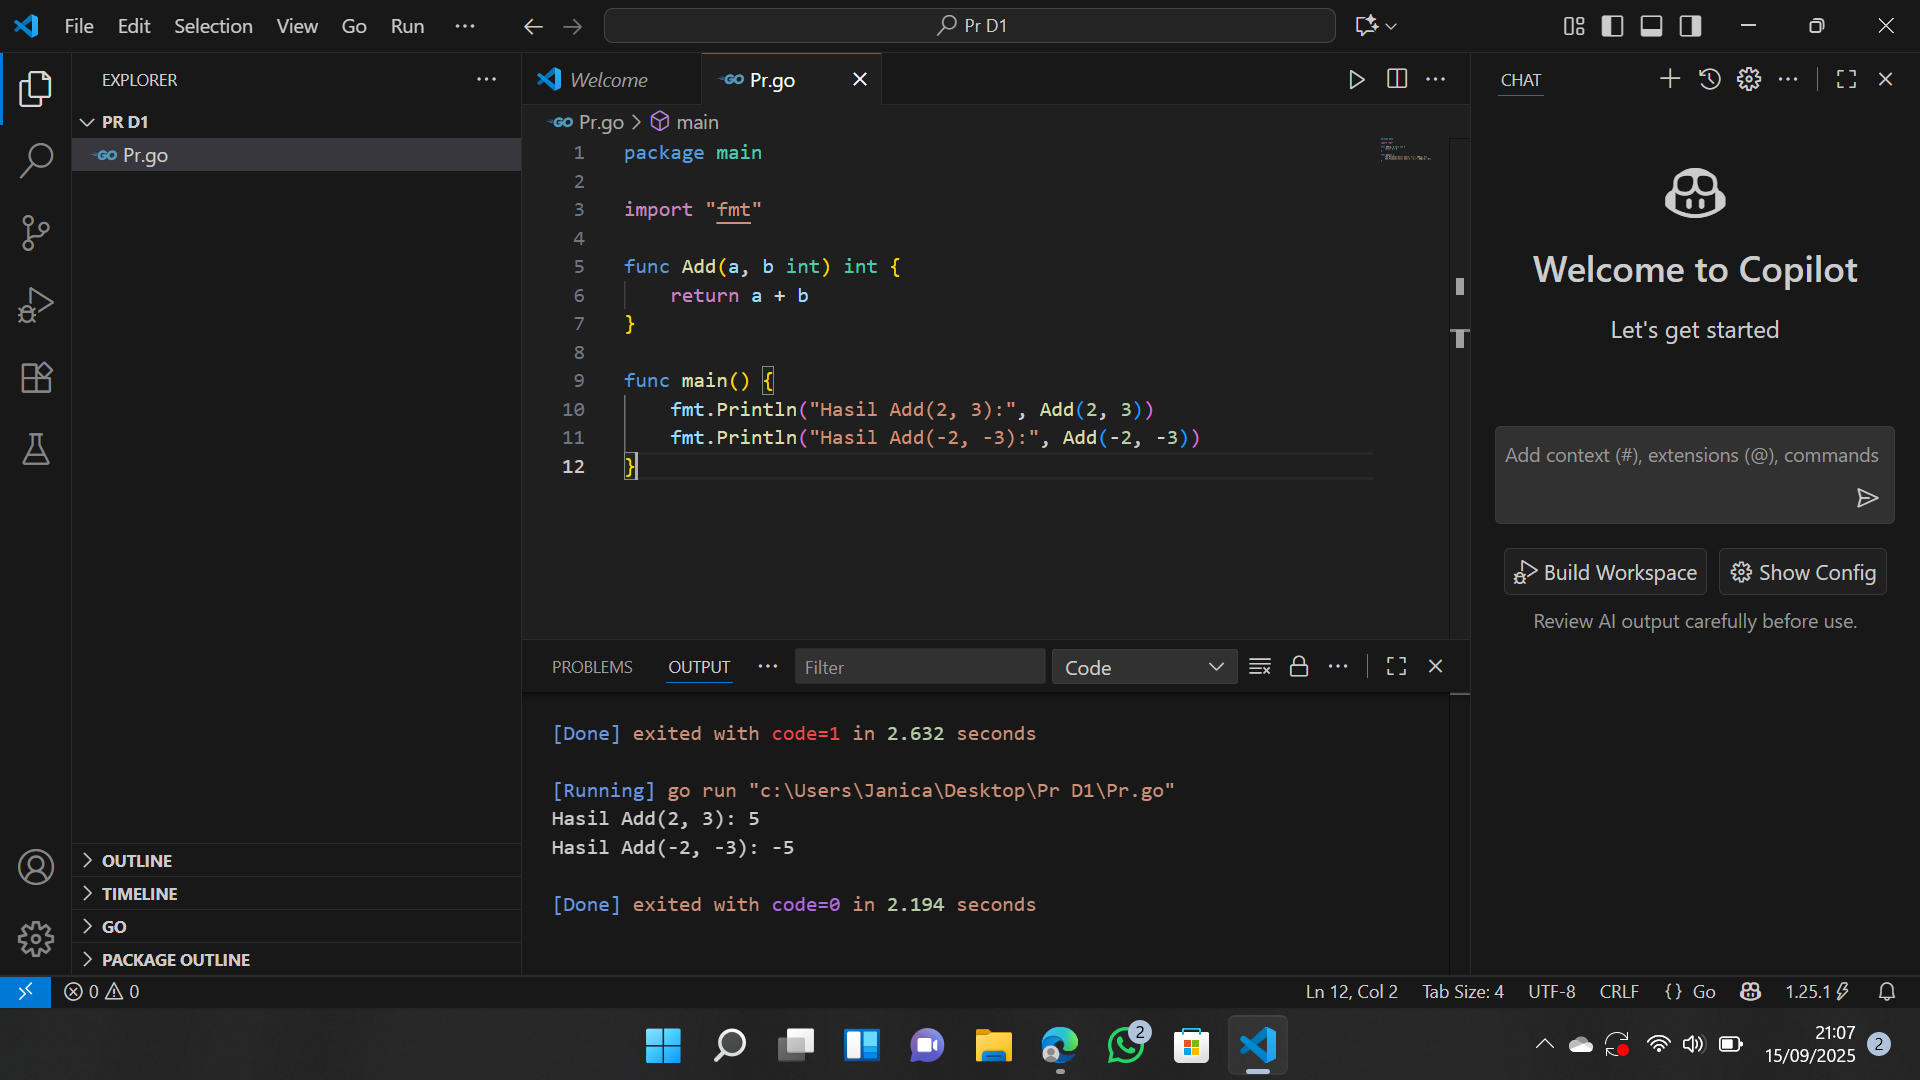 File Edit Selection View Go Run ··· Pr D1
EXPLORER ···
PR D1
GO Pr.go
OUTLINE
TIMELINE
GO
PACKAGE OUTLINE
Welcome GO Pr.go
GO Pr.go > main
1 package main
2
3 import "fmt"
4
5 func Add(a, b int) int {
6 return a + b
7 }
8
9 func main() {
10 fmt.Println("Hasil Add(2, 3):", Add(2, 3))
11 fmt.Println("Hasil Add(-2, -3):", Add(-2, -3))
12 }
PROBLEMS OUTPUT ··· Filter Code
[Done] exited with code=1 in 2.632 seconds
[Running] go run "c:\Users\Janica\Desktop\Pr D1\Pr.go"
Hasil Add(2, 3): 5
Hasil Add(-2, -3): -5
[Done] exited with code=0 in 2.194 seconds
CHAT
Welcome to Copilot
Let's get started
Add context (#), extensions (@), commands
Build Workspace Show Config
Review AI output carefully before use.
0 0 Ln 12, Col 2 Tab Size: 4 UTF-8 CRLF {} Go 1.25.1
2 21:07 2
15/09/2025